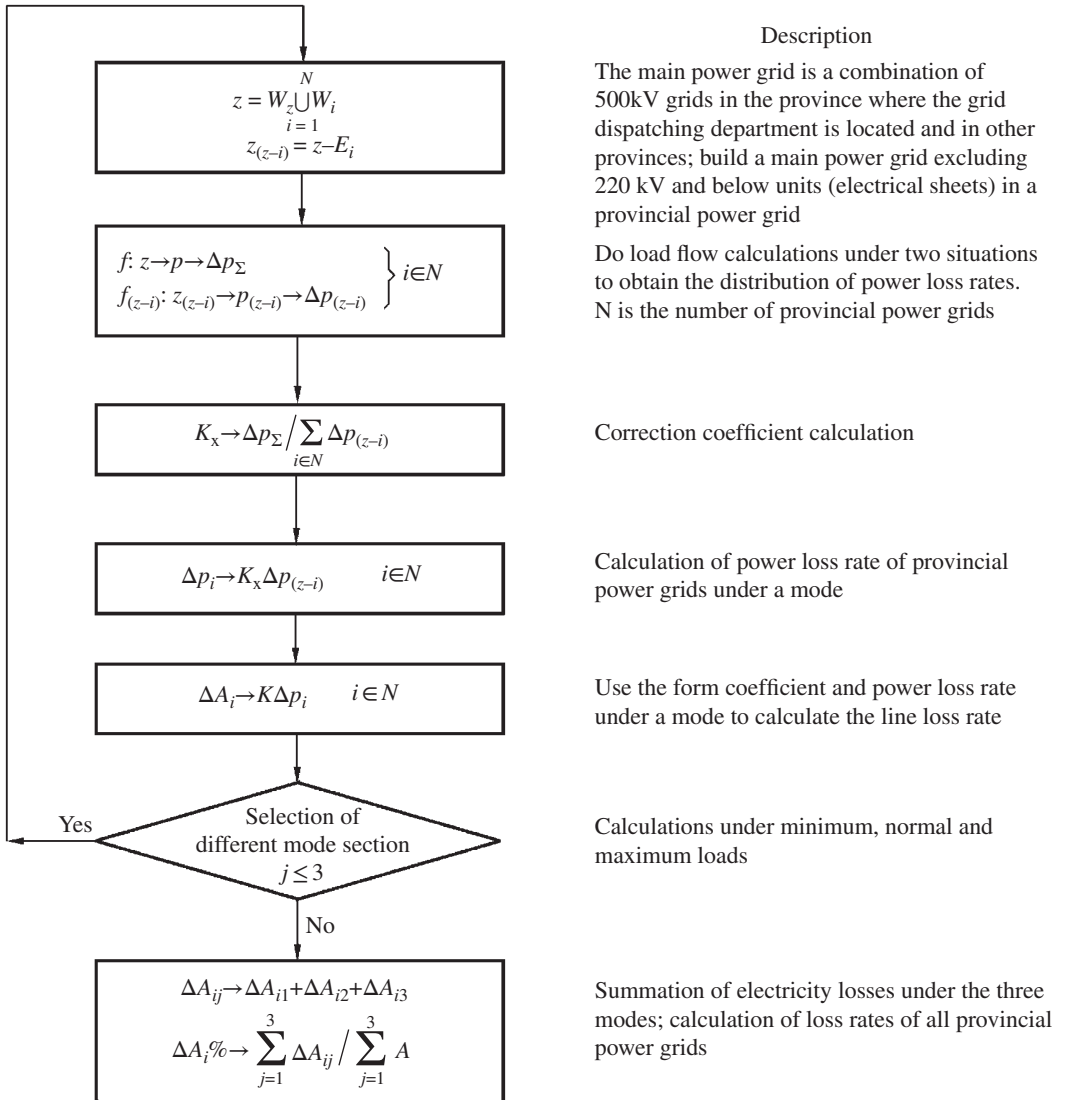 Description
N
z = W_z ⋃ W_i
i = 1
z_(z–i) = z–E_i
The main power grid is a combination of
500kV grids in the province where the grid
dispatching department is located and in other
provinces; build a main power grid excluding
220 kV and below units (electrical sheets) in a
provincial power grid
f: z→p→Δp_Σ
f_(z–i): z_(z–i)→p_(z–i)→Δp_(z–i)
} i∈N
Do load flow calculations under two situations
to obtain the distribution of power loss rates.
N is the number of provincial power grids
K_x→Δp_Σ / ∑ Δp_(z–i)
i∈N
Correction coefficient calculation
Δp_i→K_xΔp_(z–i) i∈N
Calculation of power loss rate of provincial
power grids under a mode
ΔA_i→KΔp_i i∈N
Use the form coefficient and power loss rate
under a mode to calculate the line loss rate
Yes
Selection of
different mode section
j ≤ 3
Calculations under minimum, normal and
maximum loads
No
ΔA_ij→ΔA_i1+ΔA_i2+ΔA_i3
3 3
ΔA_i%→ ∑ ΔA_ij / ∑ A
j=1 j=1
Summation of electricity losses under the three
modes; calculation of loss rates of all provincial
power grids